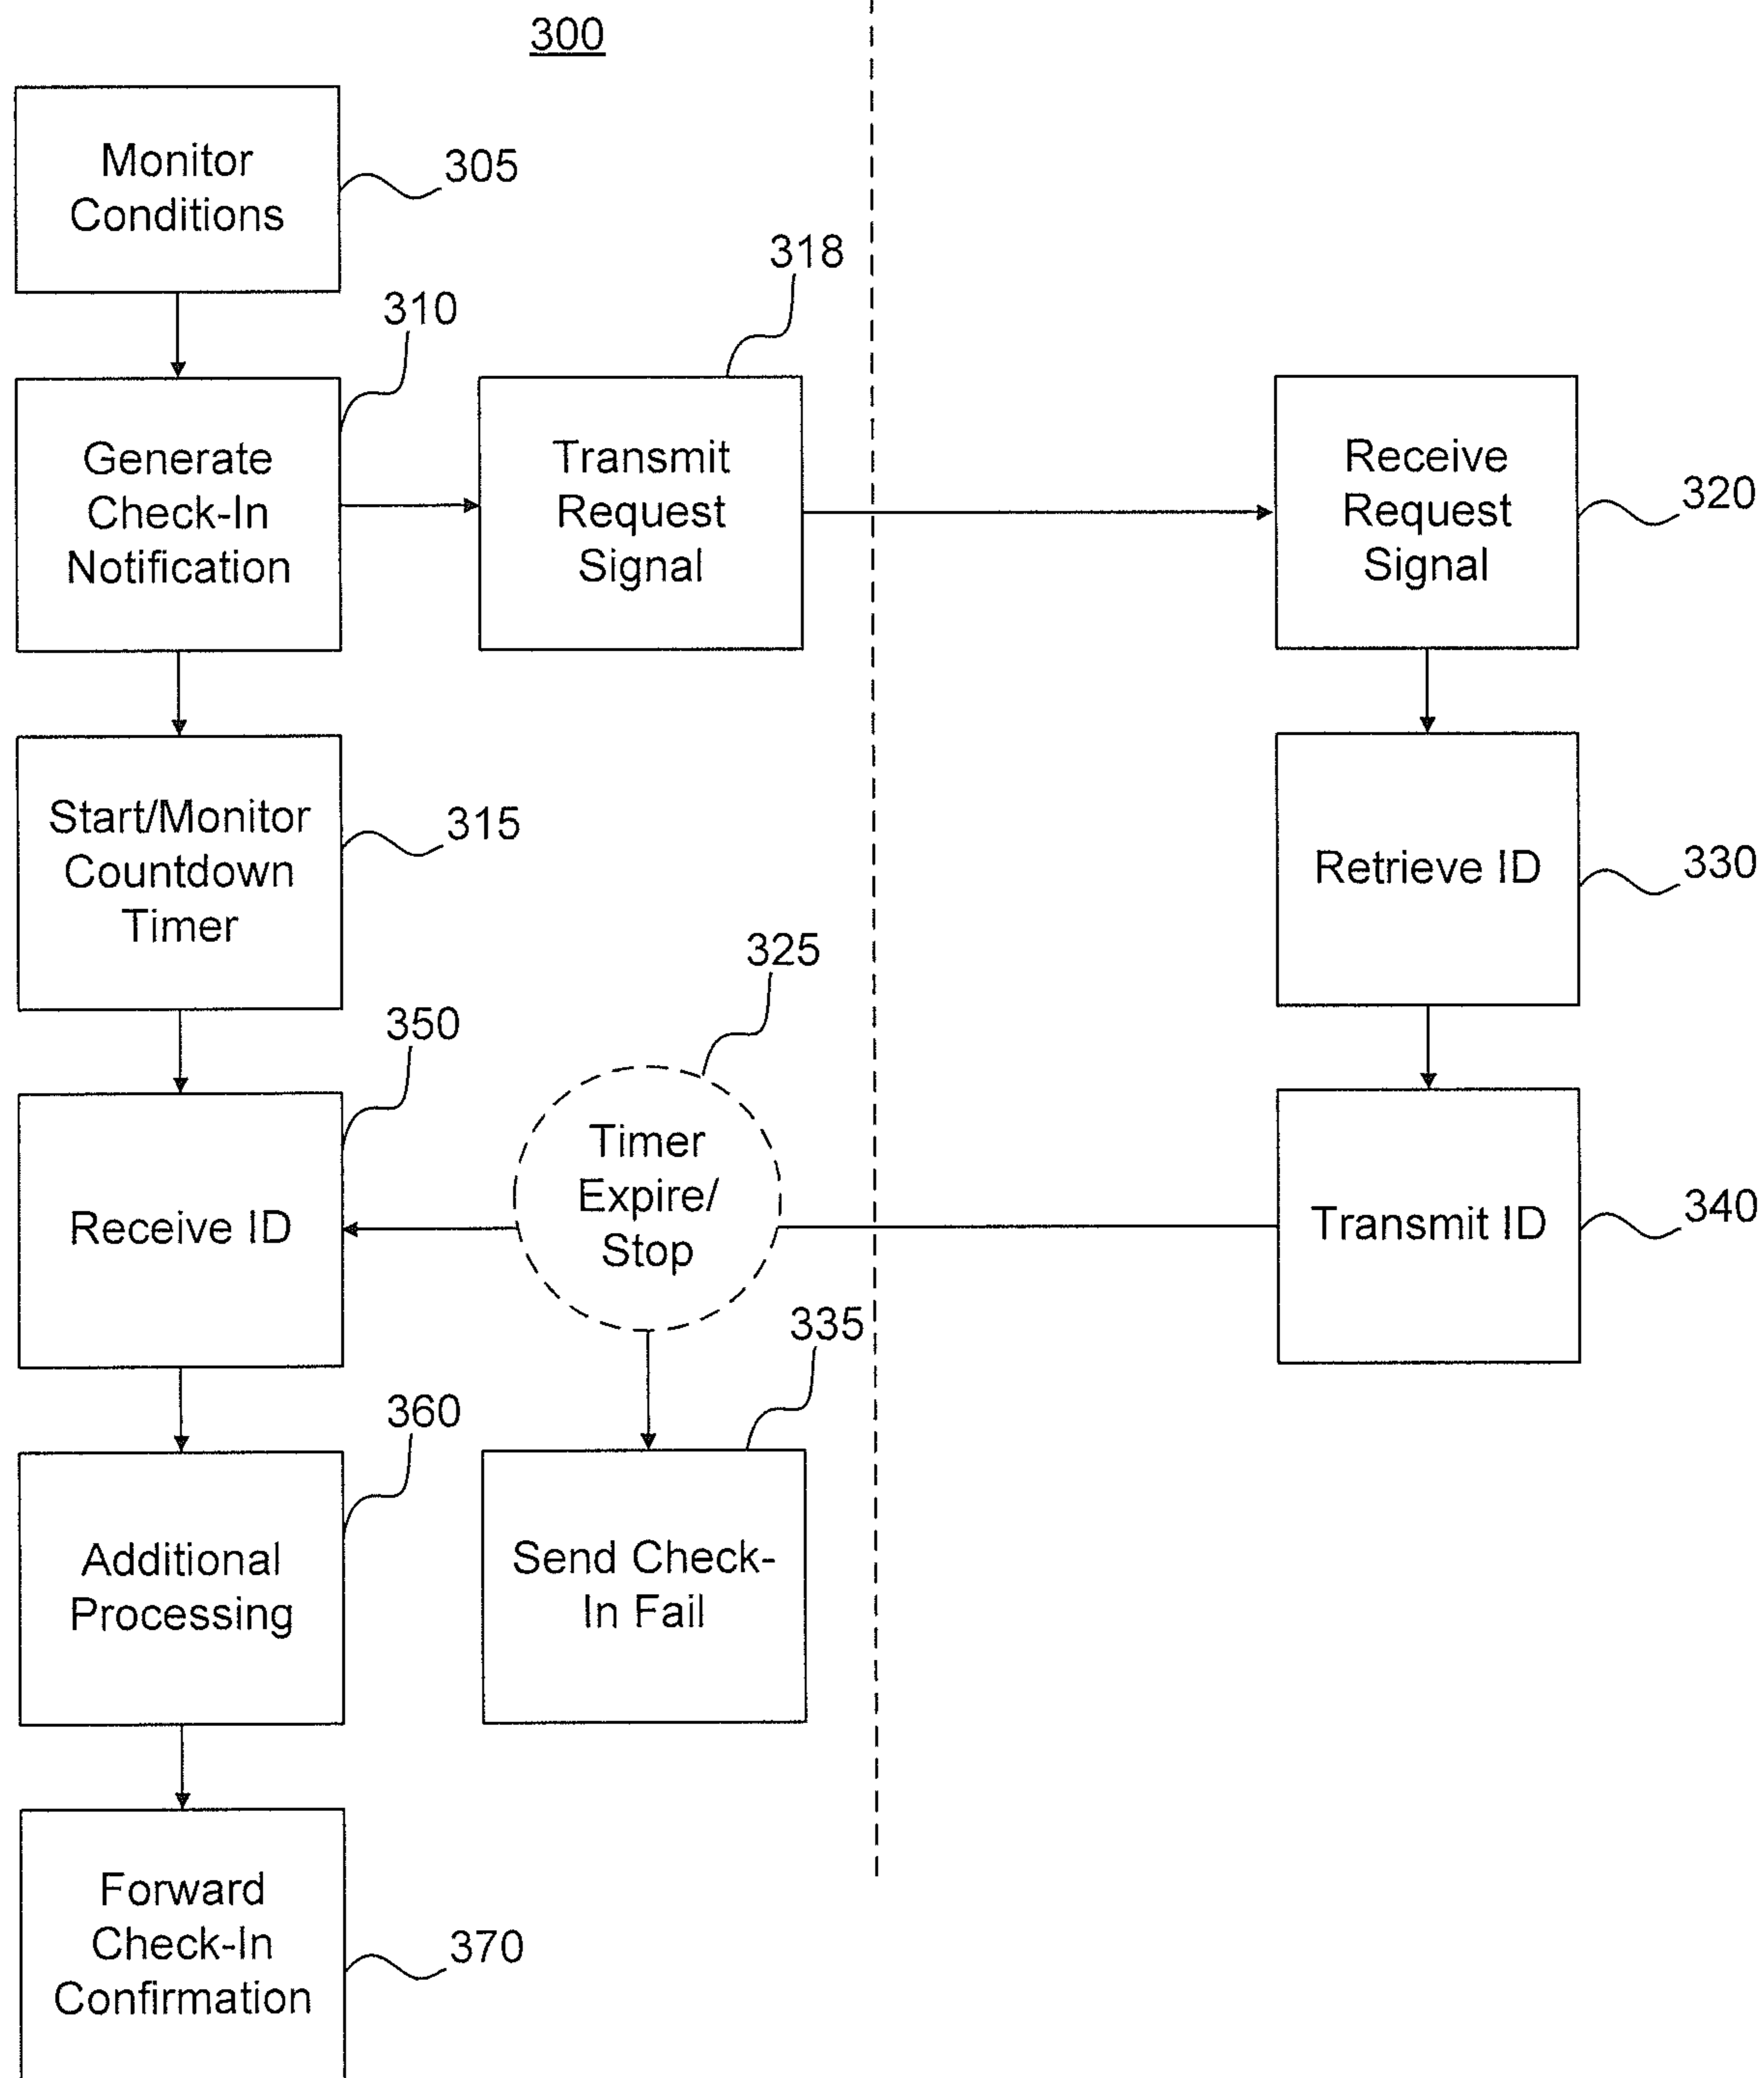 300
Monitor
Conditions
305
310
318
Generate
Check-In
Notification
Transmit
Request
Signal
Receive
Request
Signal
320
Start/Monitor
Countdown
Timer
315
Retrieve ID
330
325
350
Receive ID
Timer
Expire/
Stop
Transmit ID
340
335
360
Additional
Processing
Send Check-
In Fail
Forward
Check-In
Confirmation
370